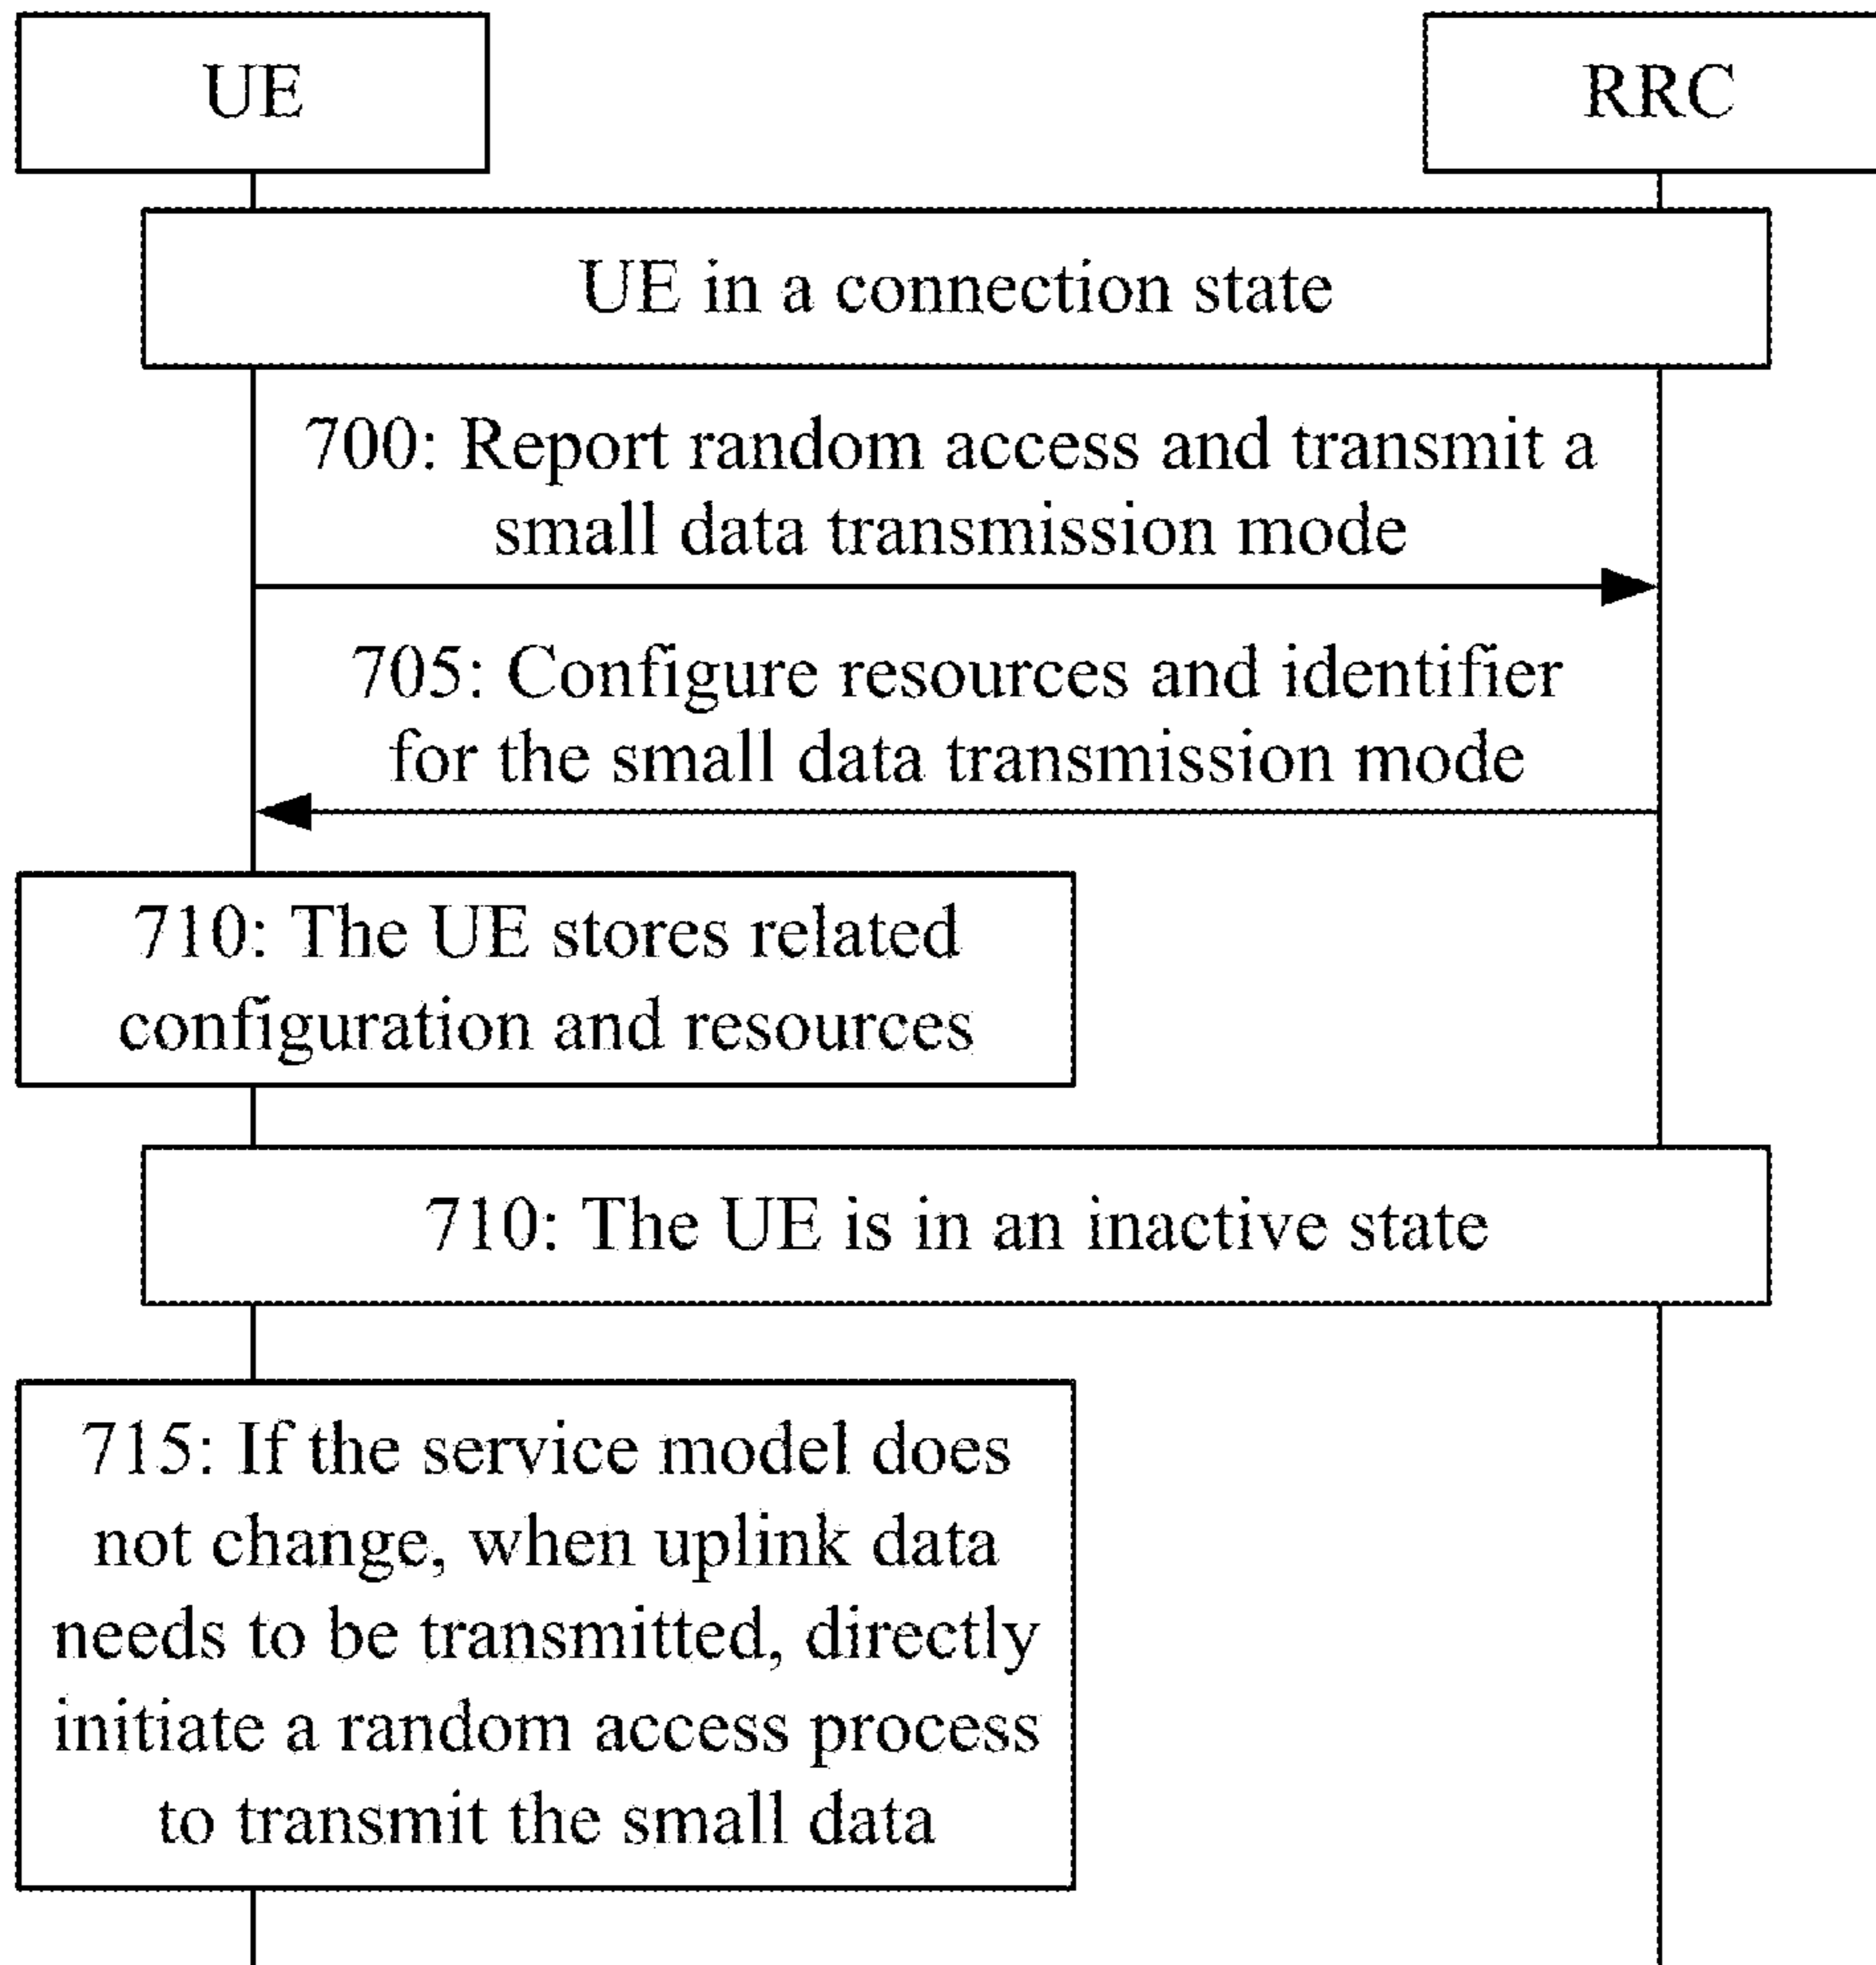 UE
RRC
UE in a connection state
700: Report random access and transmit a
small data transmission mode
705: Configure resources and identifier
for the small data transmission mode
710: The UE stores related
configuration and resources
710: The UE is in an inactive state
715: If the service model does
not change, when uplink data
needs to be transmitted, directly
initiate a random access process
to transmit the small data